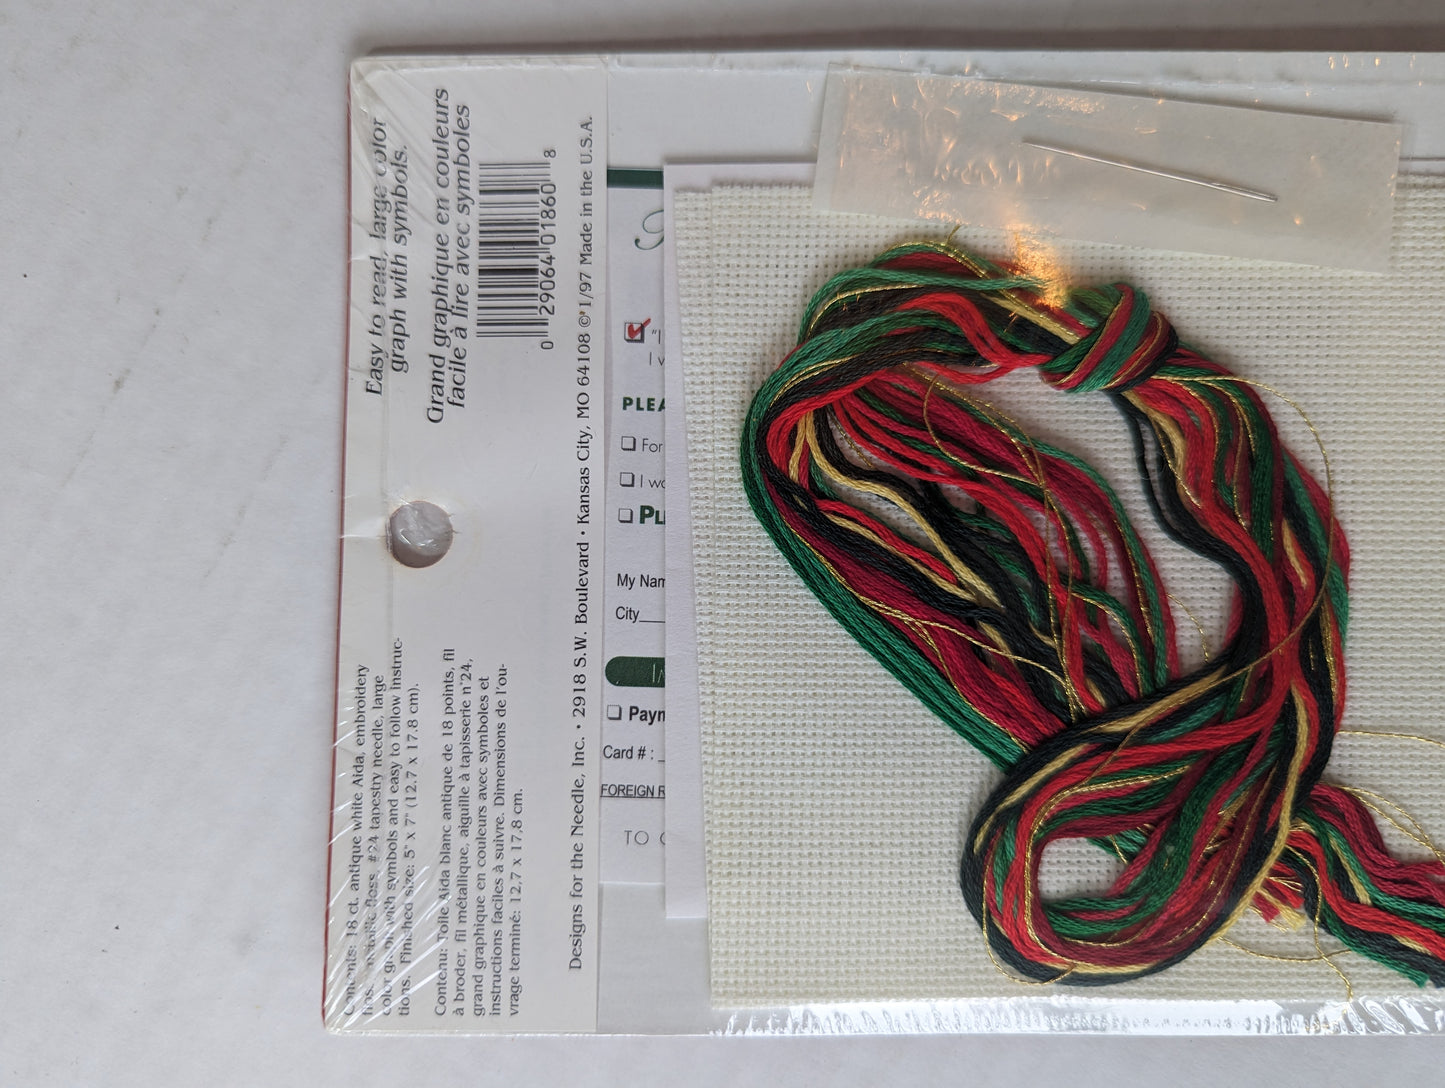 Easy to read, large color
graph with symbols.
Grand graphique en couleurs
facile à lire avec symboles
0 29064 01860 8
Contents: 18 ct. antique white Aida, embroidery
floss, metallic floss, #24 tapestry needle, large
color graph with symbols and easy to follow instruc-
tions. Finished size: 5" x 7" (12.7 x 17.8 cm).
Contenu: Toile Aida blanc antique de 18 points, fil
à broder, fil métallique, aiguille à tapisserie n°24,
grand graphique en couleurs avec symboles et
instructions faciles à suivre. Dimensions de l'ou-
vrage terminé: 12,7 x 17,8 cm.
Designs for the Needle, Inc. • 2918 S.W. Boulevard • Kansas City, MO 64108 ©1/97 Made in the U.S.A.
"I
I w
PLEA
For
I wo
PL
My Nam
City
Payn
Card # :
FOREIGN R
TO